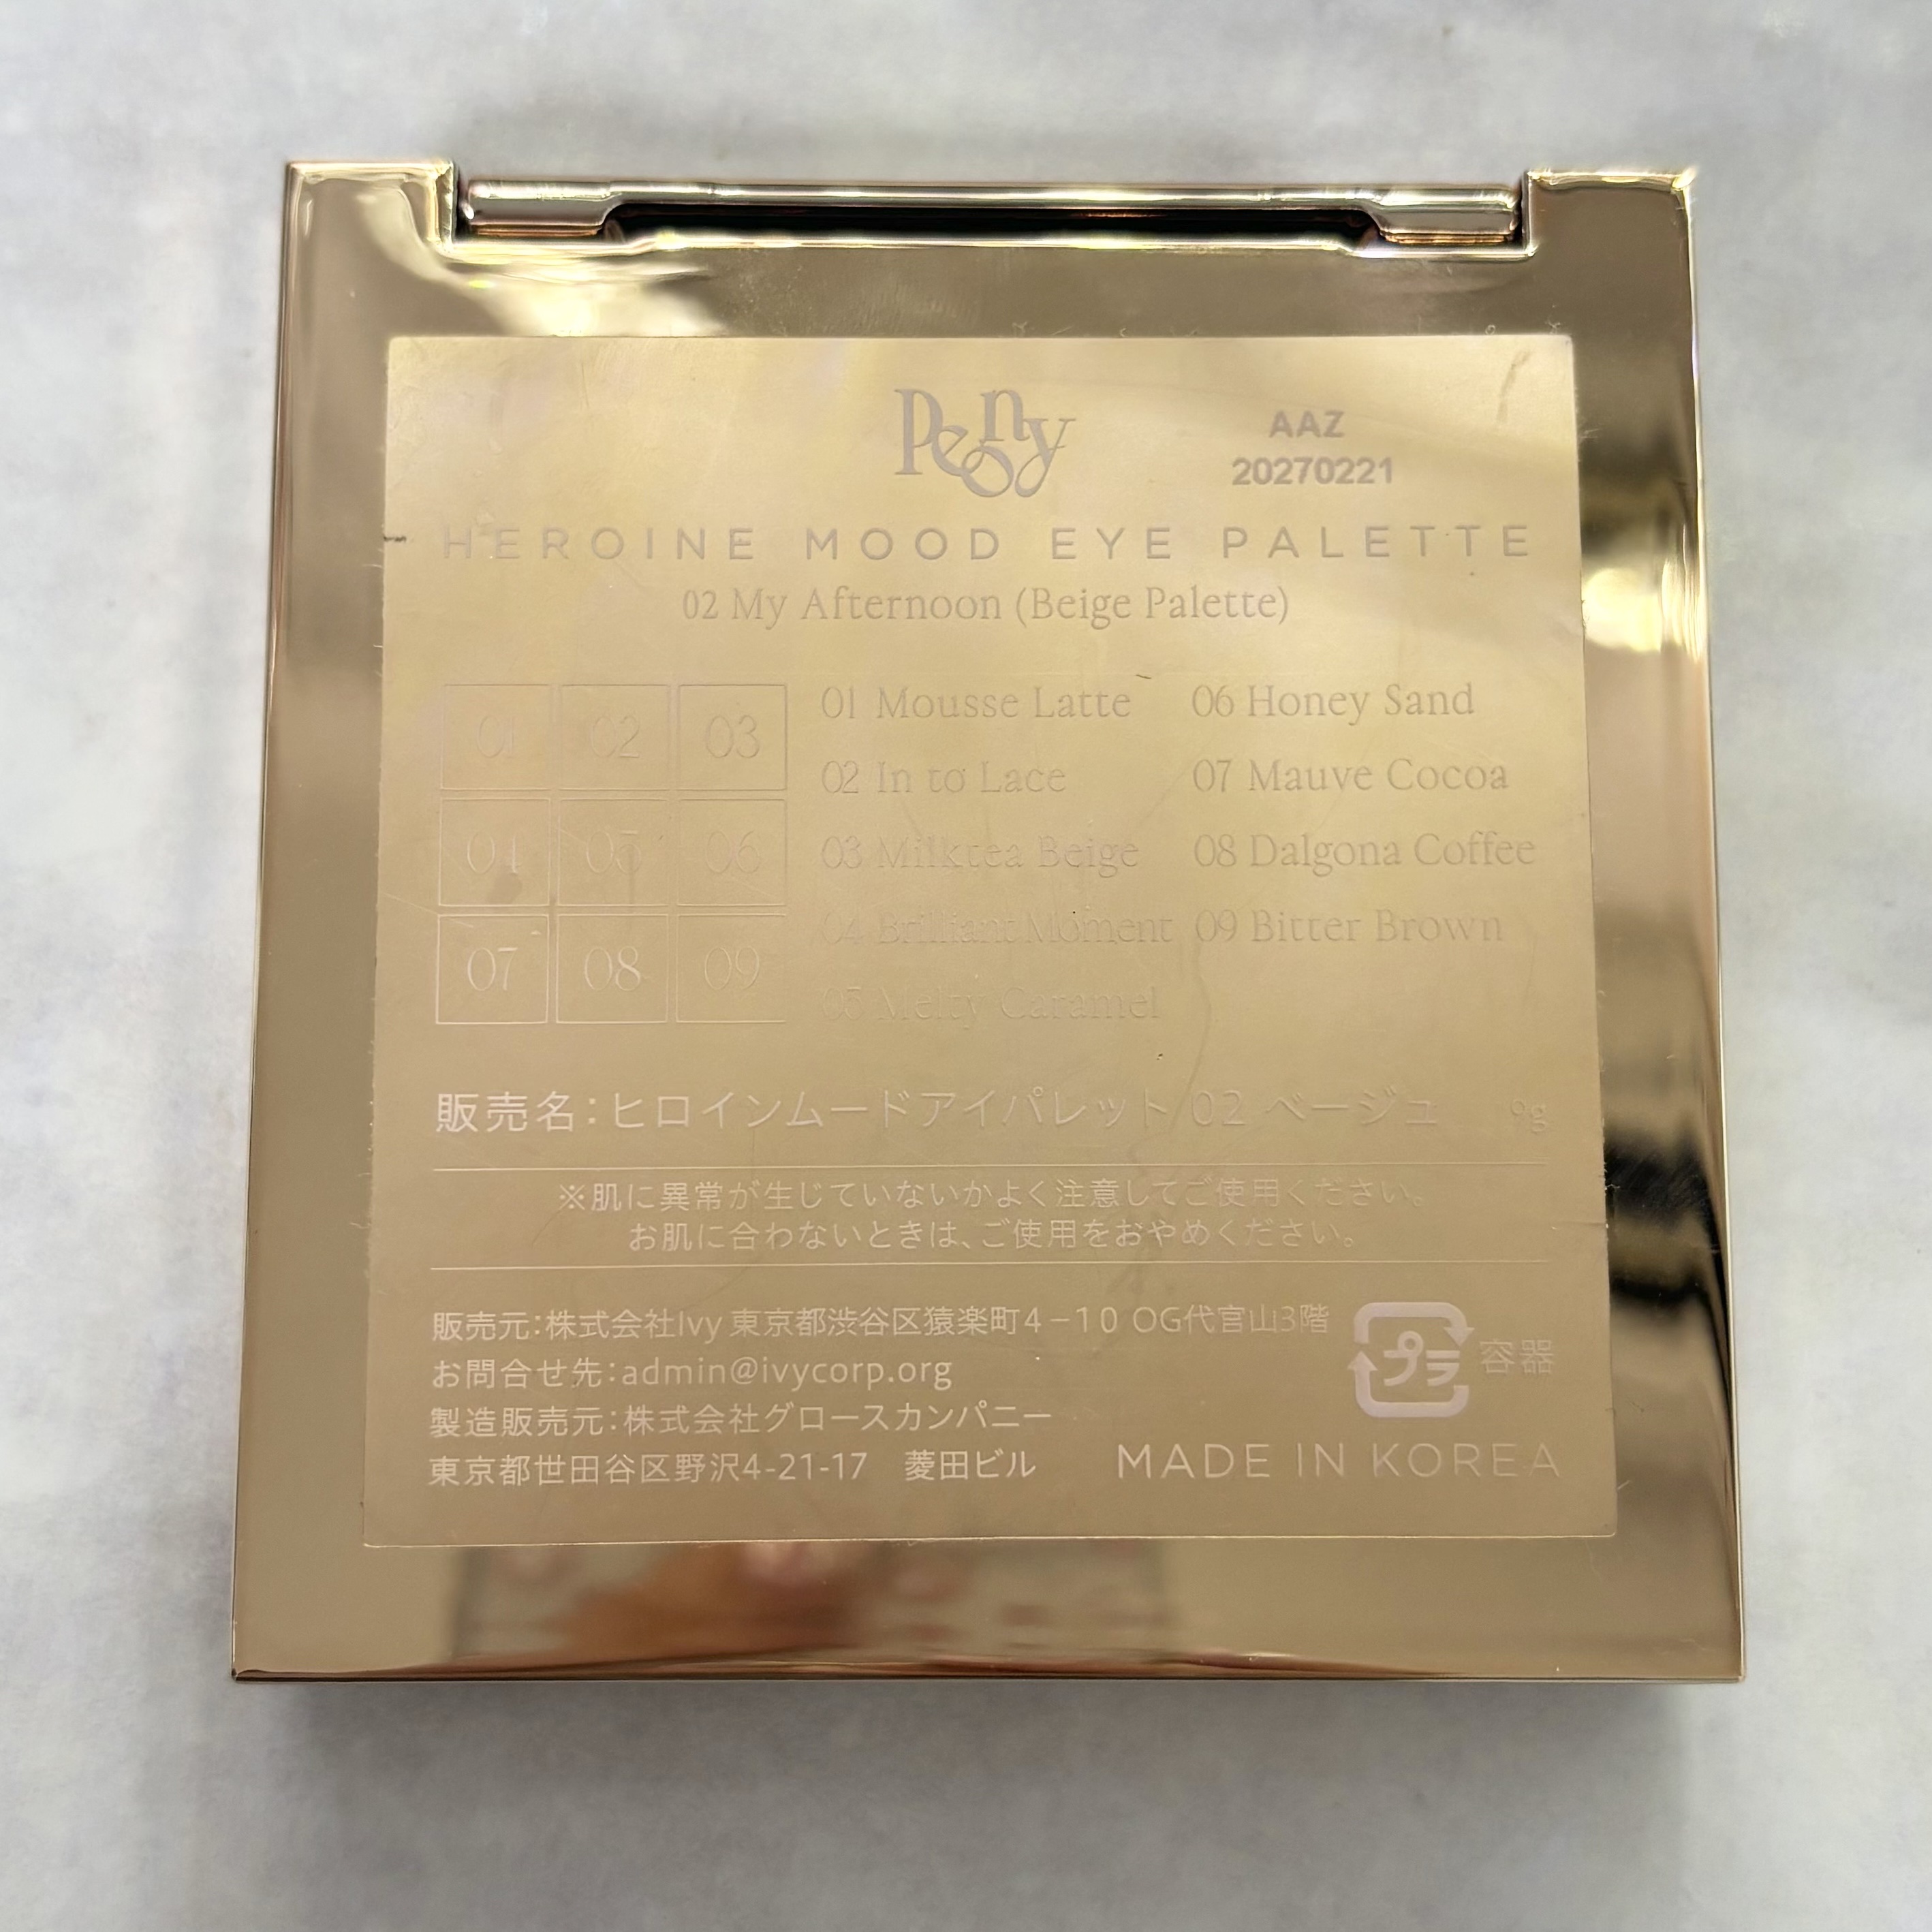 Peony
AAZ
20270221
HEROINE MOOD EYE PALETTE
02 My Afternoon (Beige Palette)
01 02 03
04 05 06
07 08 09
01 Mousse Latte
02 In to Lace
03 Milktea Beige
04 Brilliant Moment
05 Melty Caramel
06 Honey Sand
07 Mauve Cocoa
08 Dalgona Coffee
09 Bitter Brown
販売名:ヒロインムードアイパレット 02 ベージュ
※肌に異常が生じていないかよく注意してご使用ください。
お肌に合わないときは、ご使用をおやめください。
販売元:株式会社Ivy 東京都渋谷区猿楽町4-10 OG代官山3階
お問合せ先:admin@ivycorp.org
製造販売元:株式会社グロースカンパニー
東京都世田谷区野沢4-21-17 菱田ビル
プラ 容器
MADE IN KOREA